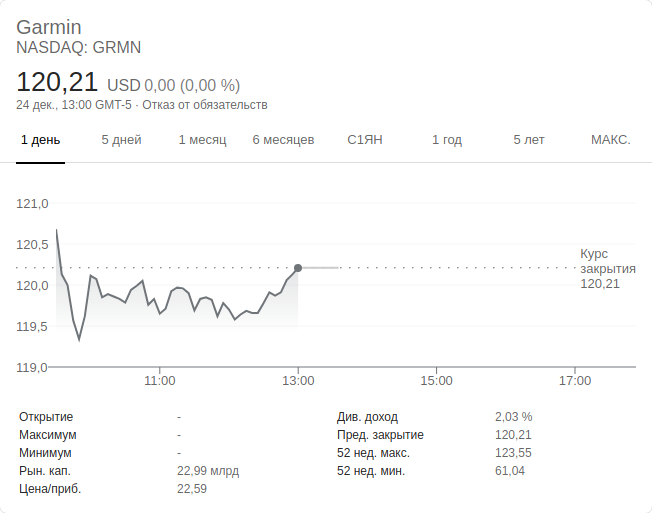 Garmin
NASDAQ: GRMN
120,21 USD 0,00 (0,00 %)
24 дек., 13:00 GMT-5 · Отказ от обязательств
1 день 5 дней 1 месяц 6 месяцев С1ЯН 1 год 5 лет МАКС.
121,0
120,5
120,0
119,5
119,0
Курс
закрытия
120,21
11:00 13:00 15:00 17:00
Открытие -
Максимум -
Минимум -
Рын. кап. 22,99 млрд
Цена/приб. 22,59
Див. доход 2,03 %
Пред. закрытие 120,21
52 нед. макс. 123,55
52 нед. мин. 61,04